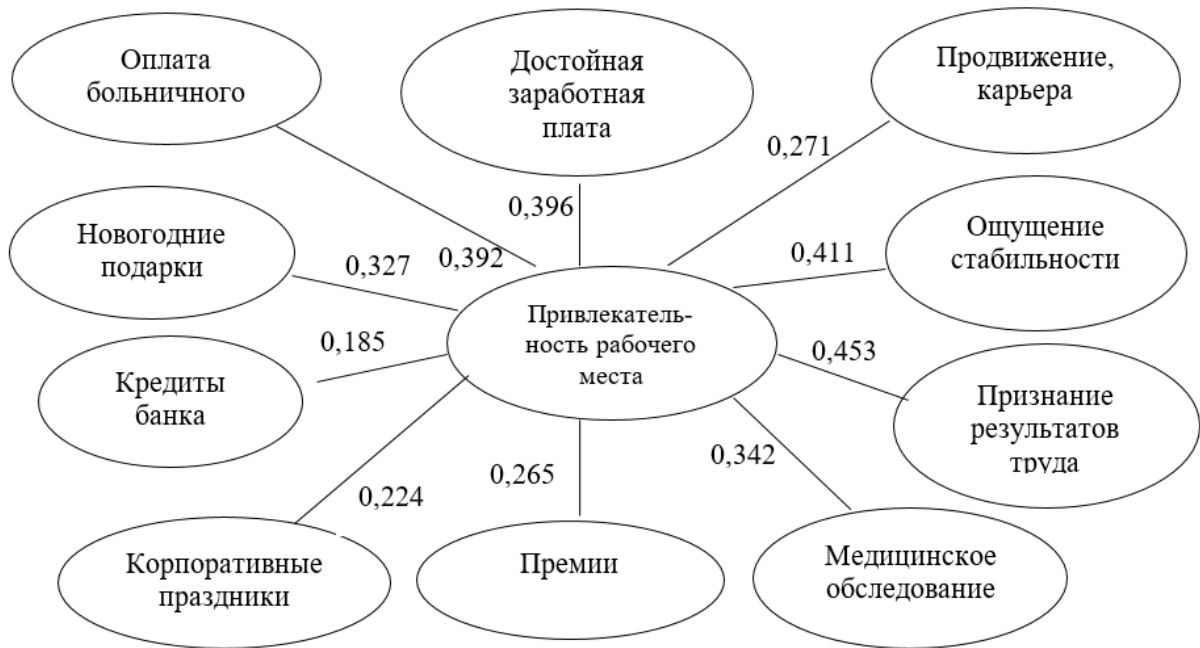 Оплата
больничного
Достойная
заработная
плата
Продвижение,
карьера
0,271
0,396
Новогодние
подарки
0,327
0,392
Ощущение
стабильности
0,411
Привлекатель-
ность рабочего
места
0,185
Кредиты
банка
0,453
Признание
результатов
труда
0,224
0,265
0,342
Корпоративные
праздники
Премии
Медицинское
обследование